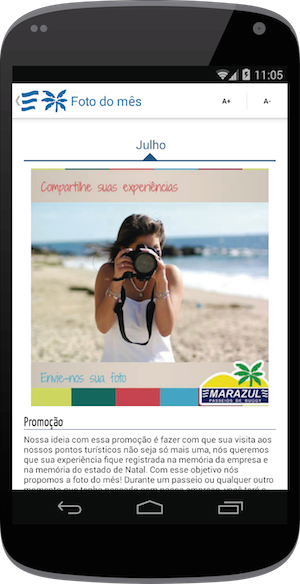 11:05
Foto do mês
A+
A-
Julho
Compartilhe suas experiências
Envie-nos sua foto
MARAZUL
PASSEIOS DE BUGGY
Promoção
Nossa ideia com essa promoção é fazer com que sua visita aos
nossos pontos turísticos não seja só mais uma, nós queremos
que sua experiência fique registrada na memória da empresa e
na memória do estado de Natal. Com esse objetivo nós
propomos a foto do mês! Durante um passeio ou qualquer outro